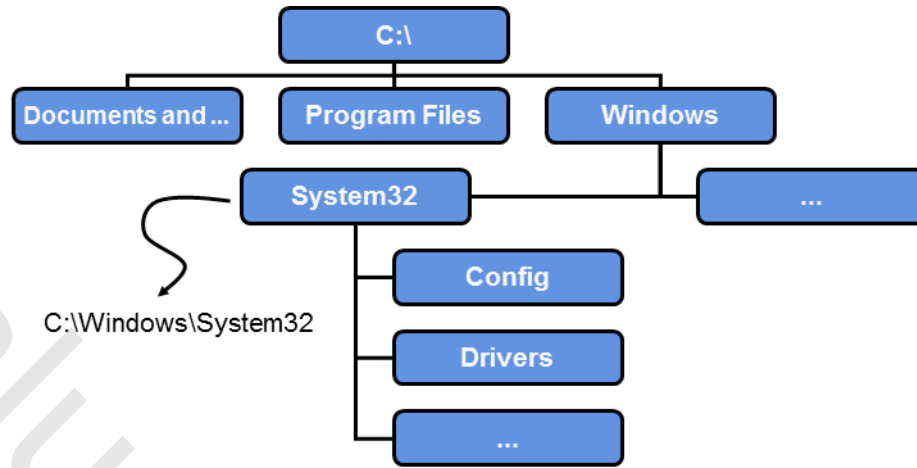 C:\
Documents and ...
Program Files
Windows
System32
...
Config
C:\Windows\System32
Drivers
...